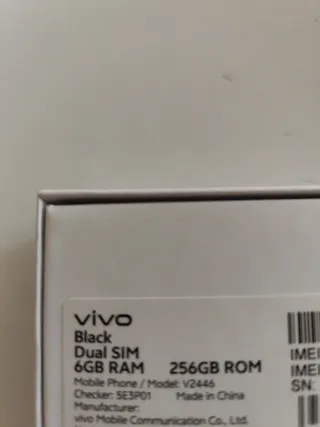 vivo
Black
Dual SIM
6GB RAM 256GB ROM
Mobile Phone / Model: V2446
Checker: 5E3P01 Made in China
Manufacturer:
vivo Mobile Communication Co., Ltd.
IMEI
IMEI
SN: